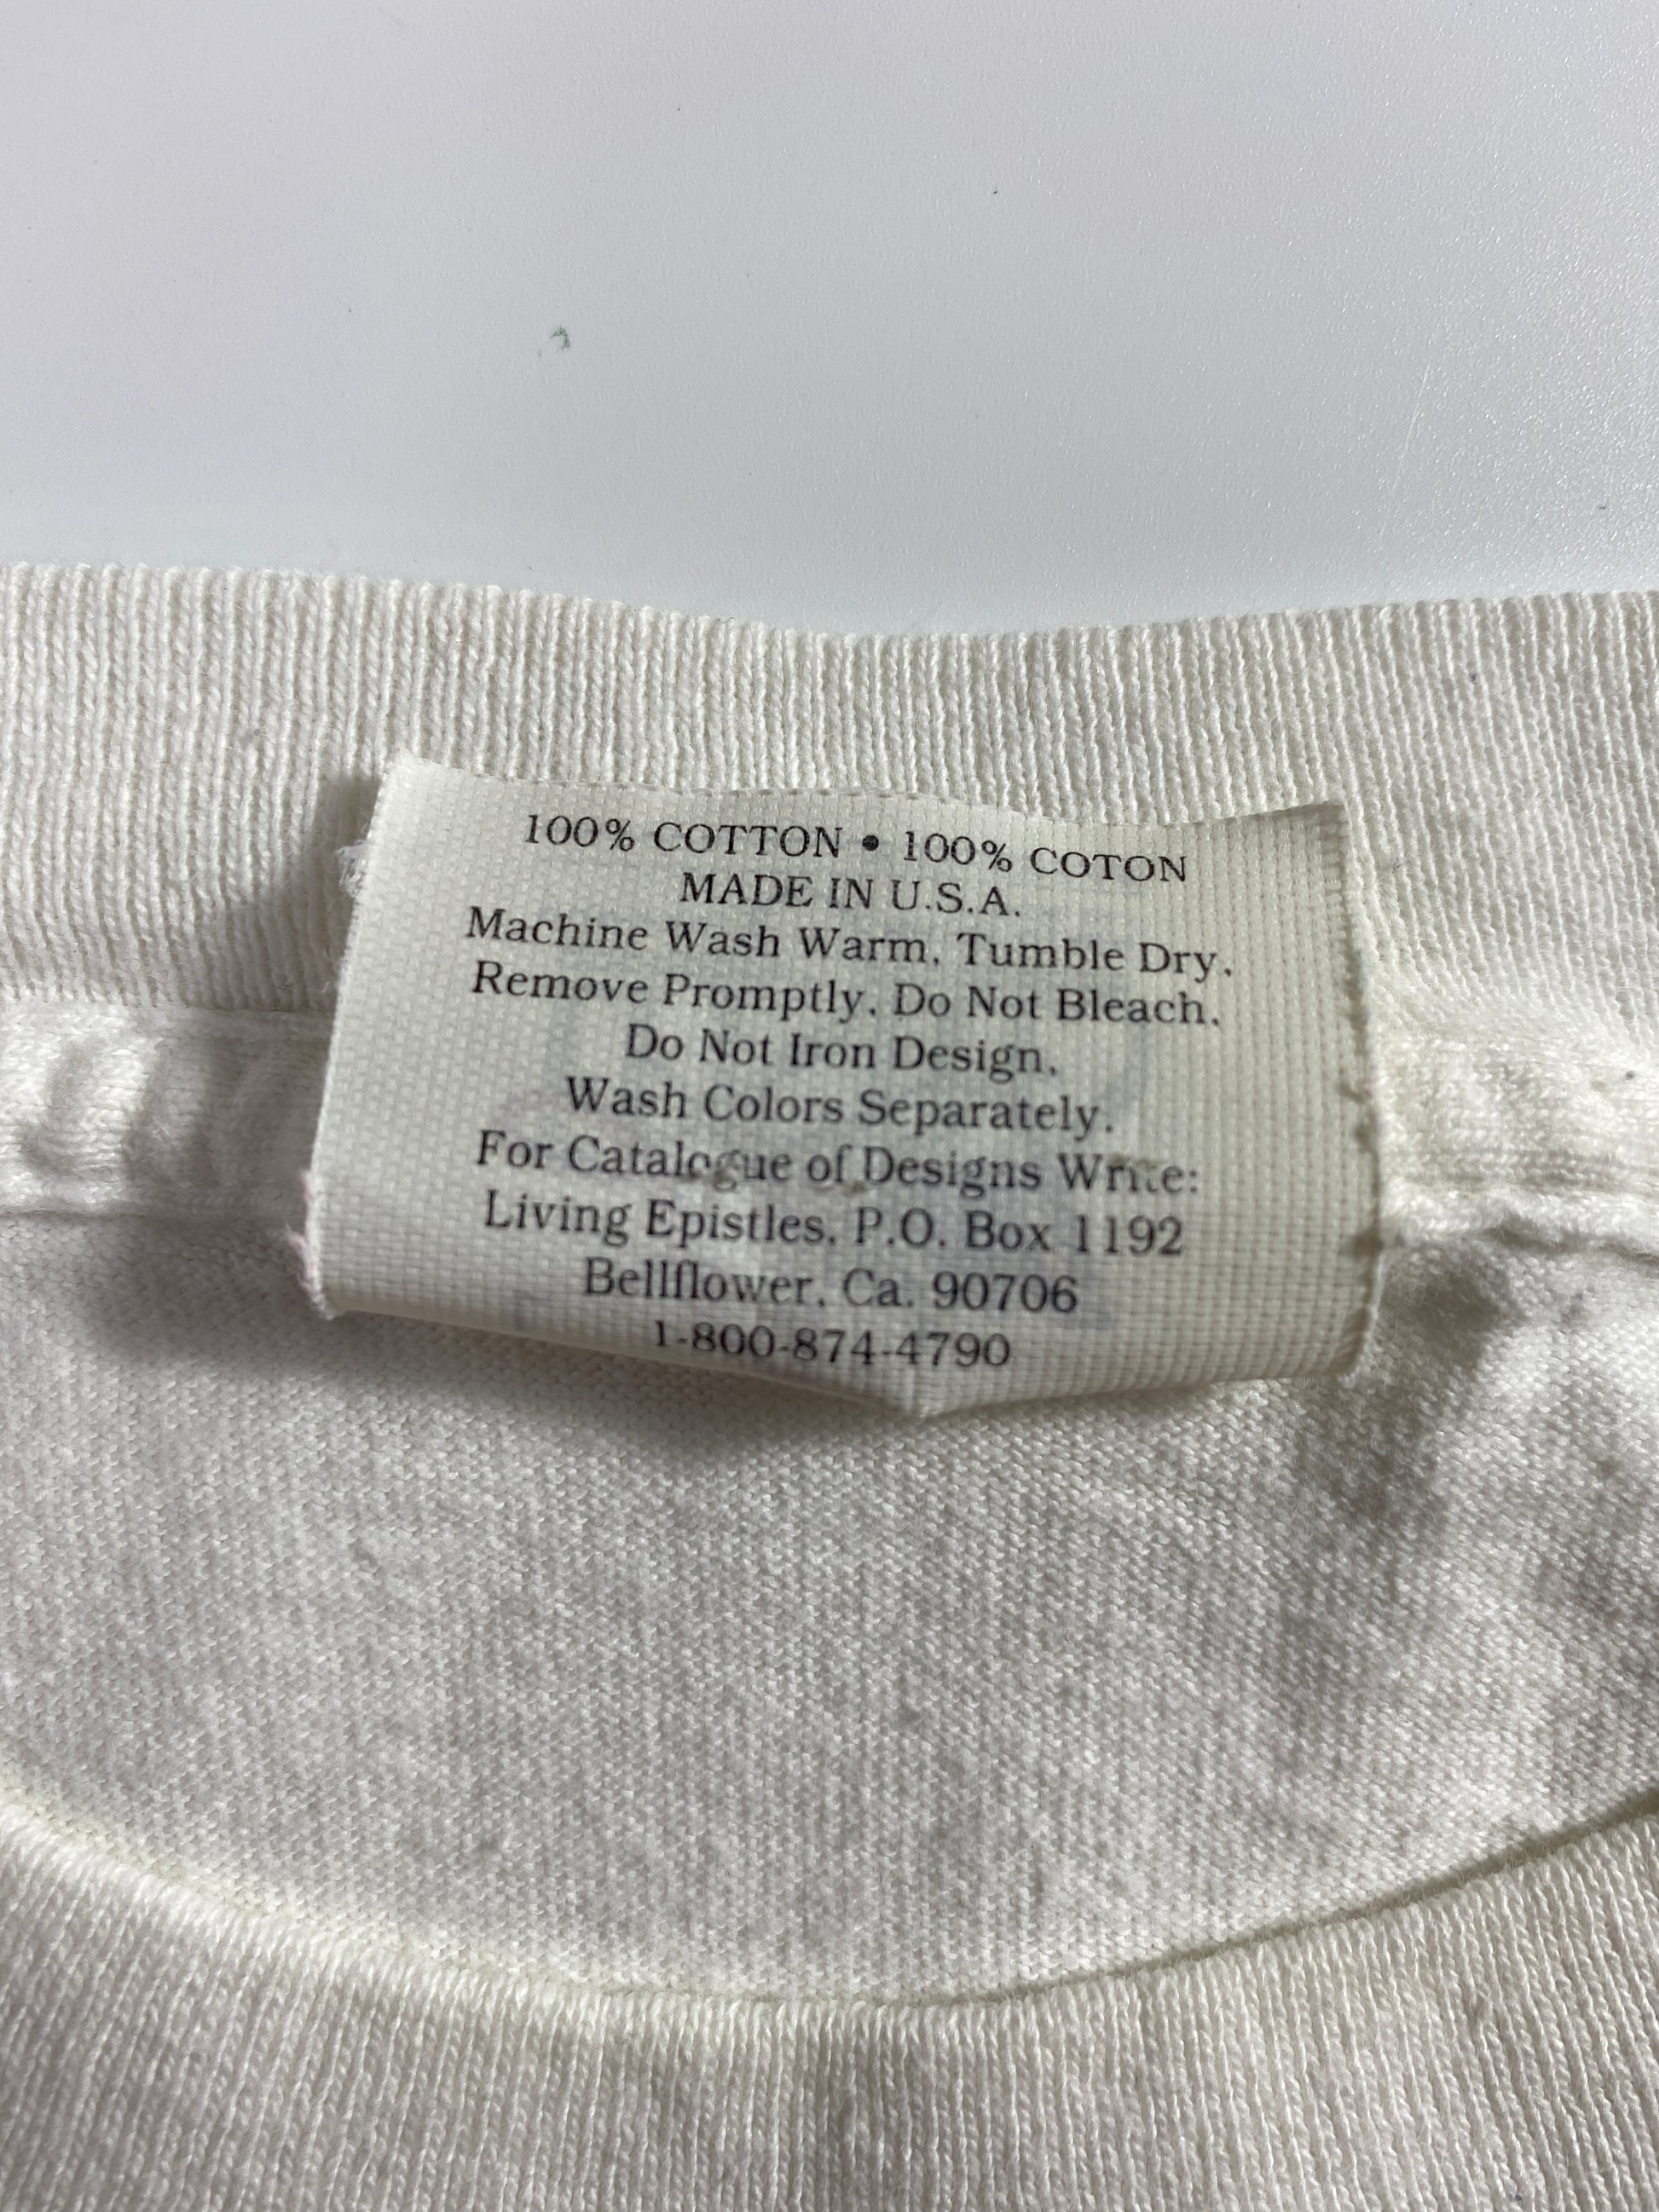 100% COTTON • 100% COTON
MADE IN U.S.A.
Machine Wash Warm, Tumble Dry,
Remove Promptly, Do Not Bleach,
Do Not Iron Design,
Wash Colors Separately.
For Catalogue of Designs Write:
Living Epistles, P.O. Box 1192
Bellflower, Ca. 90706
1-800-874-4790